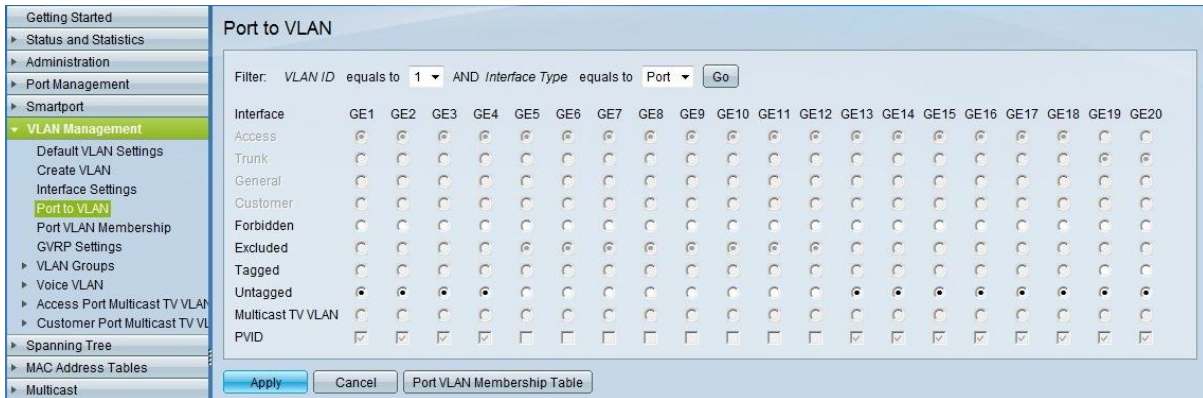 Getting Started
Status and Statistics
Administration
Port Management
Smartport
VLAN Management
Default VLAN Settings
Create VLAN
Interface Settings
Port to VLAN
Port VLAN Membership
GVRP Settings
VLAN Groups
Voice VLAN
Access Port Multicast TV VLAN
Customer Port Multicast TV VL
Spanning Tree
MAC Address Tables
Multicast
Port to VLAN
Filter: VLAN ID equals to 1 AND Interface Type equals to Port Go
Interface GE1 GE2 GE3 GE4 GE5 GE6 GE7 GE8 GE9 GE10 GE11 GE12 GE13 GE14 GE15 GE16 GE17 GE18 GE19 GE20
Access
Trunk
General
Customer
Forbidden
Excluded
Tagged
Untagged
Multicast TV VLAN
PVID
Apply Cancel Port VLAN Membership Table